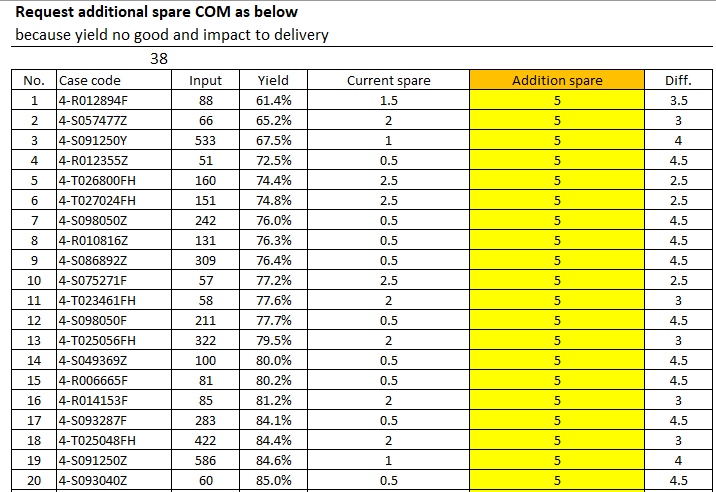 Request additional spare COM as below
because yield no good and impact to delivery
38
No. Case code Input Yield Current spare Addition spare Diff.
1 4-R012894F 88 61.4% 1.5 5 3.5
2 4-S057477Z 66 65.2% 2 5 3
3 4-S091250Y 533 67.5% 1 5 4
4 4-R012355Z 51 72.5% 0.5 5 4.5
5 4-T026800FH 160 74.4% 2.5 5 2.5
6 4-T027024FH 151 74.8% 2.5 5 2.5
7 4-S098050Z 242 76.0% 0.5 5 4.5
8 4-R010816Z 131 76.3% 0.5 5 4.5
9 4-S086892Z 309 76.4% 0.5 5 4.5
10 4-S075271F 57 77.2% 2.5 5 2.5
11 4-T023461FH 58 77.6% 2 5 3
12 4-S098050F 211 77.7% 0.5 5 4.5
13 4-T025056FH 322 79.5% 2 5 3
14 4-S049369Z 100 80.0% 0.5 5 4.5
15 4-R006665F 81 80.2% 0.5 5 4.5
16 4-R014153F 85 81.2% 2 5 3
17 4-S093287F 283 84.1% 0.5 5 4.5
18 4-T025048FH 422 84.4% 2 5 3
19 4-S091250Z 586 84.6% 1 5 4
20 4-S093040Z 60 85.0% 0.5 5 4.5